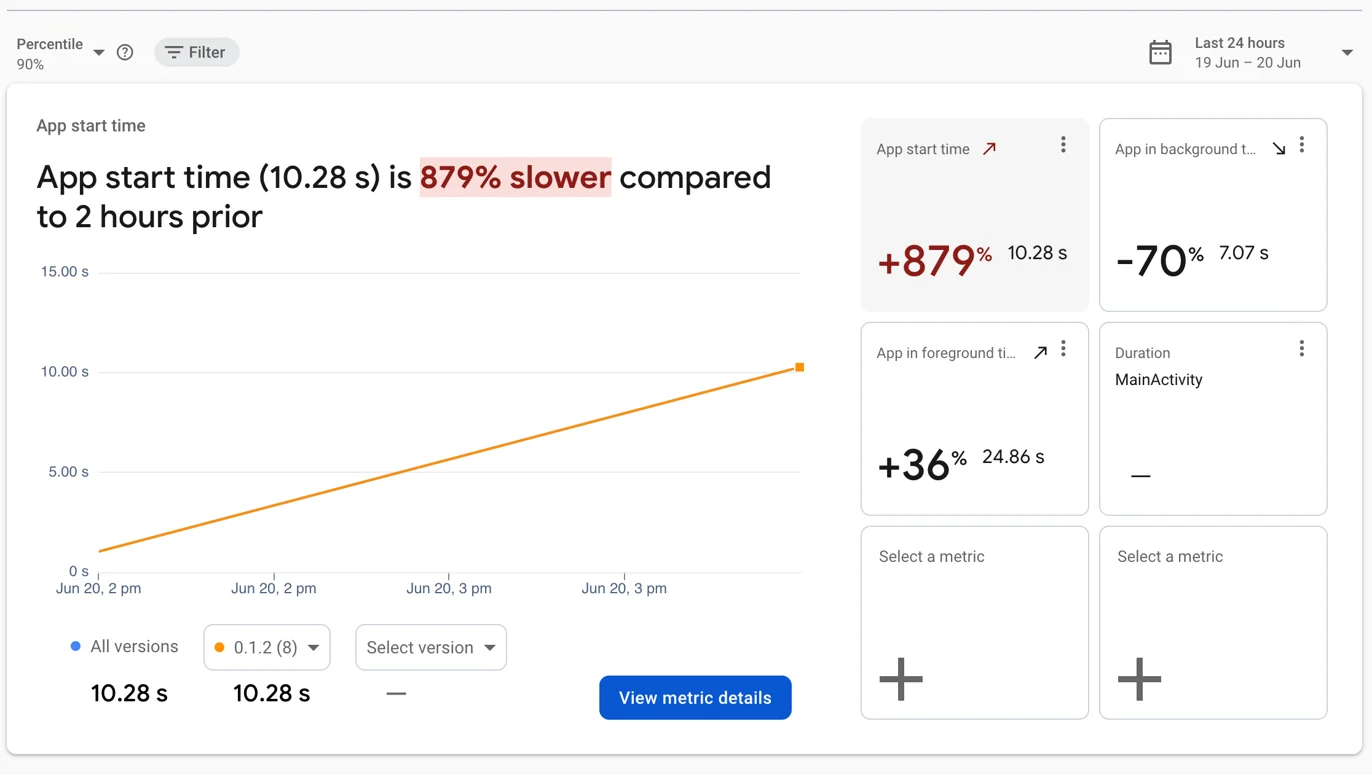 Percentile
90%
Filter
Last 24 hours
19 Jun – 20 Jun
App start time
App start time (10.28 s) is 879% slower compared
to 2 hours prior
15.00 s
10.00 s
5.00 s
0 s
Jun 20, 2 pm
Jun 20, 2 pm
Jun 20, 3 pm
Jun 20, 3 pm
All versions
0.1.2 (8)
Select version
10.28 s
10.28 s
—
View metric details
App start time
+879% 10.28 s
App in background t...
-70% 7.07 s
App in foreground ti...
+36% 24.86 s
Duration
MainActivity
—
Select a metric
Select a metric